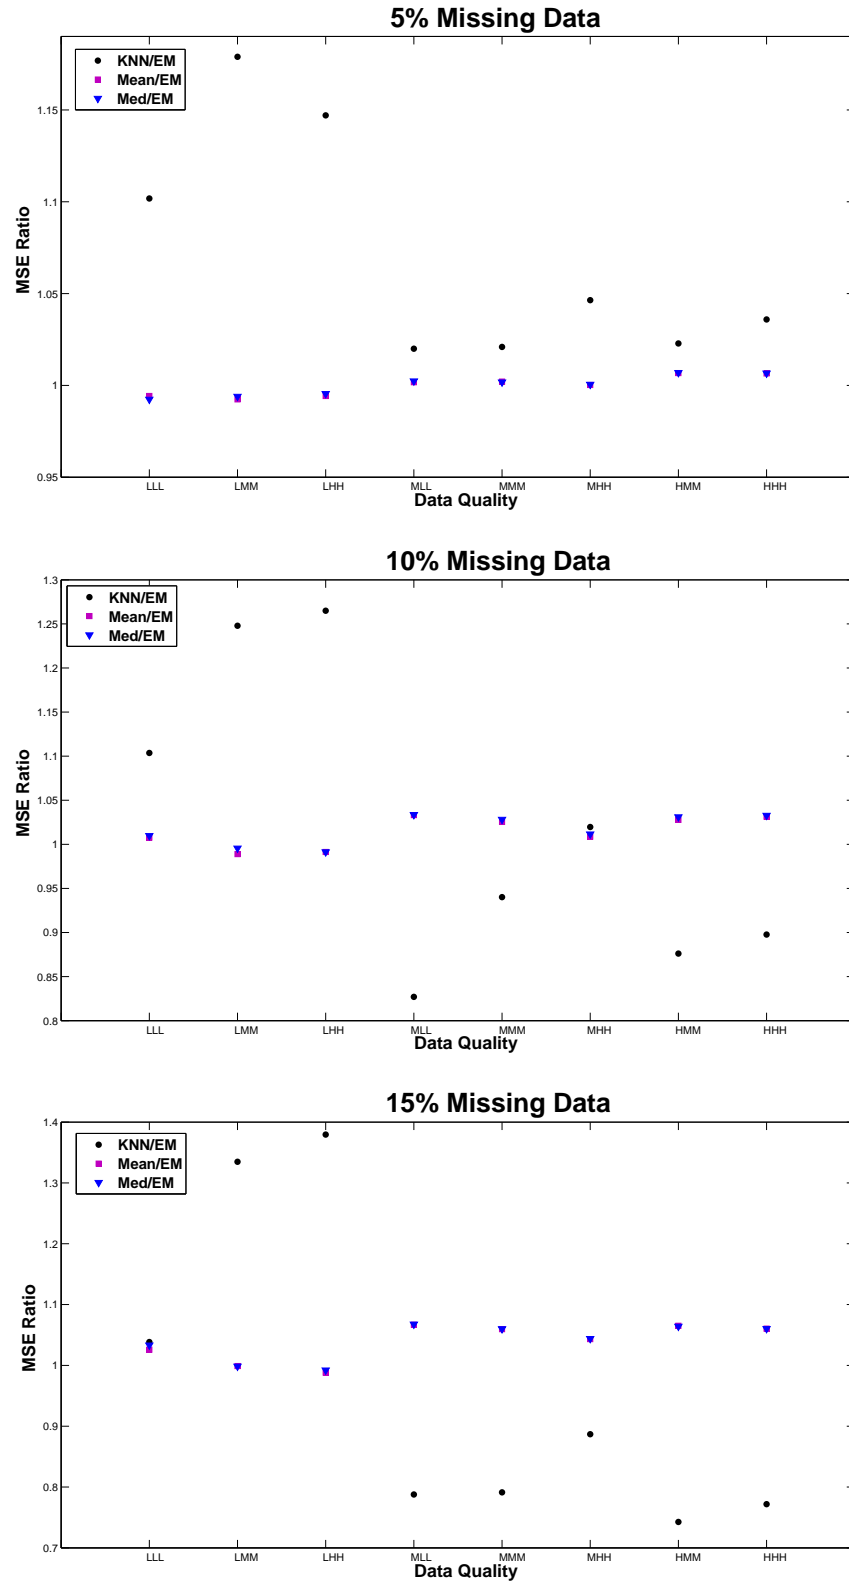 5% Missing Data
KNN/EM
Mean/EM
Med/EM
1.15
1.1
1.05
1
0.95
MSE Ratio
LLL LMM LHH MLL MMM MHH HMM HHH
Data Quality
10% Missing Data
1.3
KNN/EM
Mean/EM
Med/EM
1.25
1.2
1.15
1.1
1.05
1
0.95
0.9
0.85
0.8
MSE Ratio
LLL LMM LHH MLL MMM MHH HMM HHH
Data Quality
15% Missing Data
1.4
KNN/EM
Mean/EM
Med/EM
1.3
1.2
1.1
1
0.9
0.8
0.7
MSE Ratio
LLL LMM LHH MLL MMM MHH HMM HHH
Data Quality